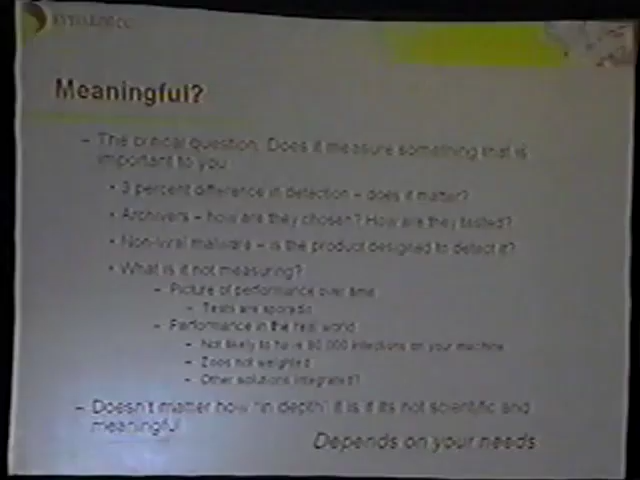 Meaningful?
– The critical question: Does it measure something that is
important to you
• 3 percent difference in detection – does it matter?
• Archivers – how are they chosen? How are they tested?
• Non-viral malware – is the product designed to detect it?
• What is it not measuring?
– Picture of performance over time
– Tests are sporadic
– Performance in the real world
– Not likely to have 80,000 infections on your machine
– Zoos not weighted
– Other solutions integrated?
– Doesn't matter how "in depth" it is if its not scientific and
meaningful
Depends on your needs